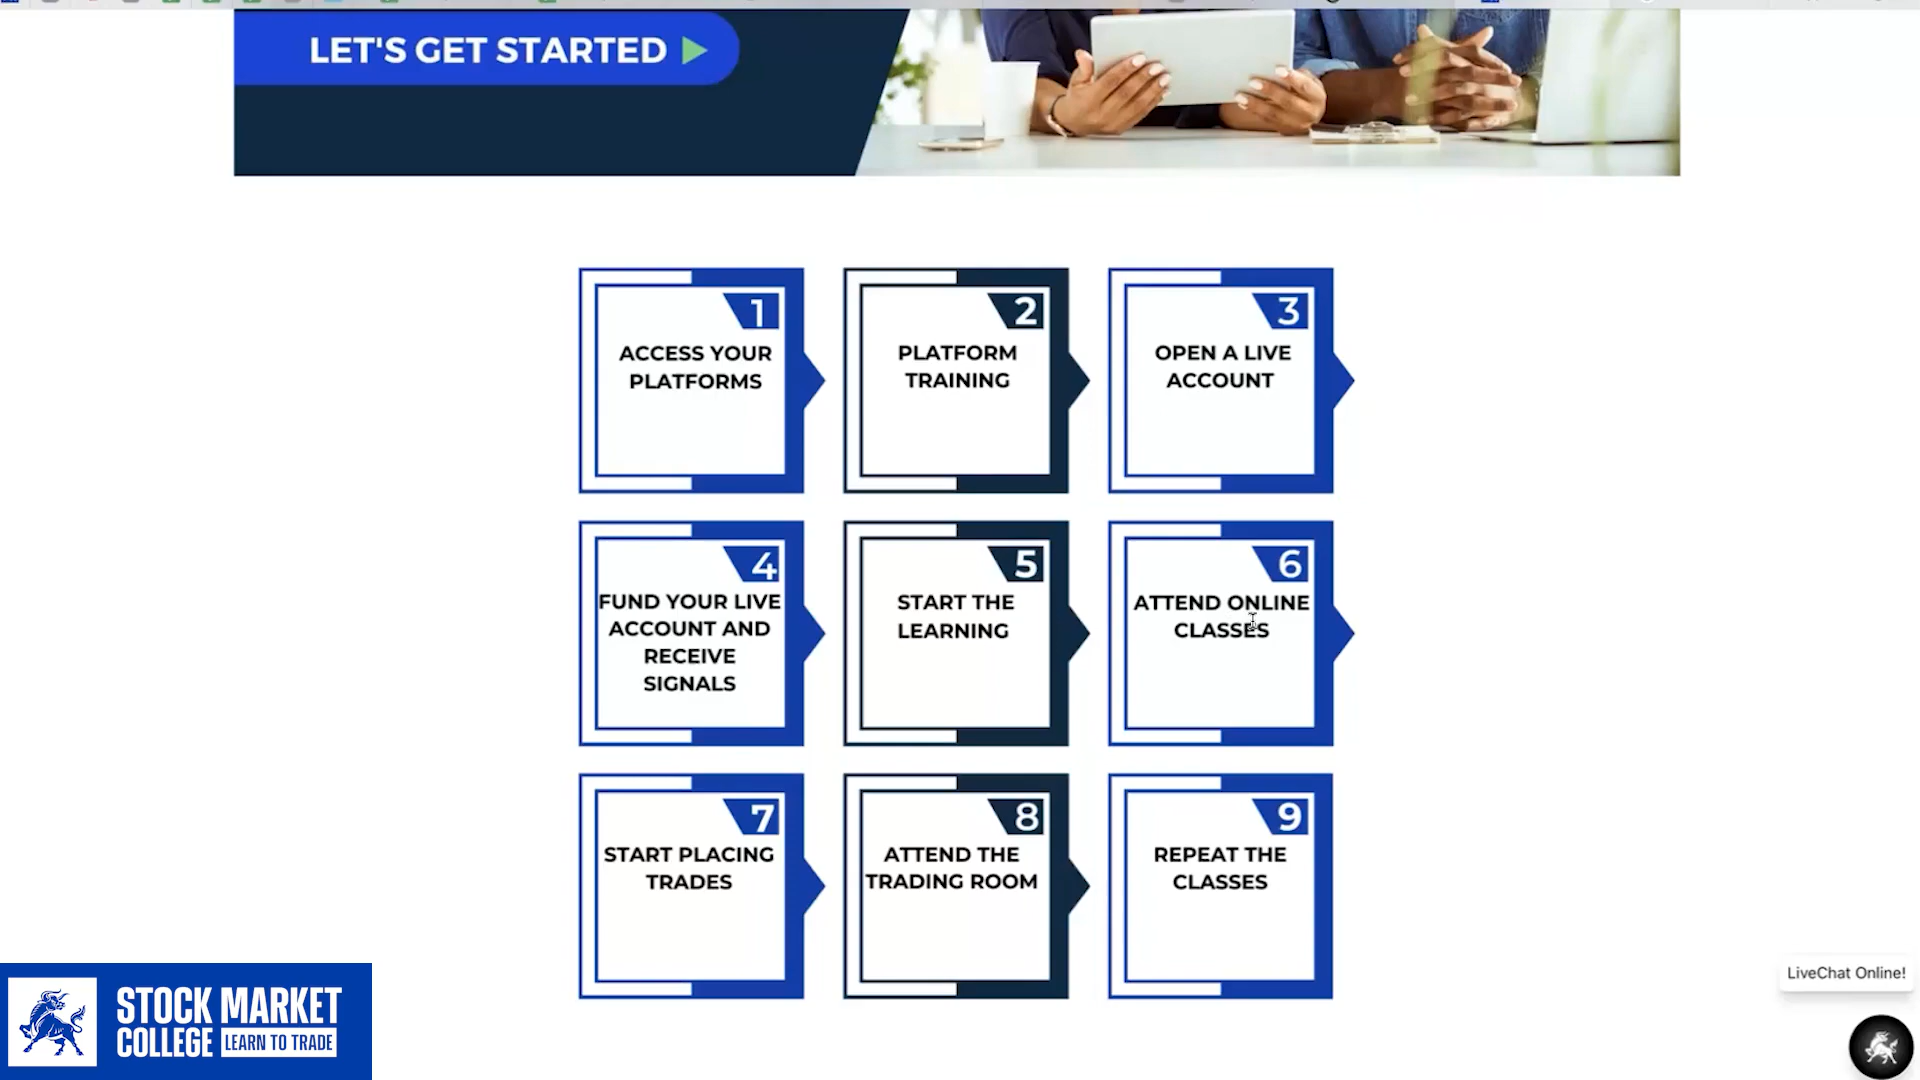 LET'S GET STARTED
1
ACCESS YOUR
PLATFORMS
2
PLATFORM
TRAINING
3
OPEN A LIVE
ACCOUNT
4
FUND YOUR LIVE
ACCOUNT AND
RECEIVE
SIGNALS
5
START THE
LEARNING
6
ATTEND ONLINE
CLASSES
7
START PLACING
TRADES
8
ATTEND THE
TRADING ROOM
9
REPEAT THE
CLASSES
STOCK MARKET
COLLEGE LEARN TO TRADE
LiveChat Online!